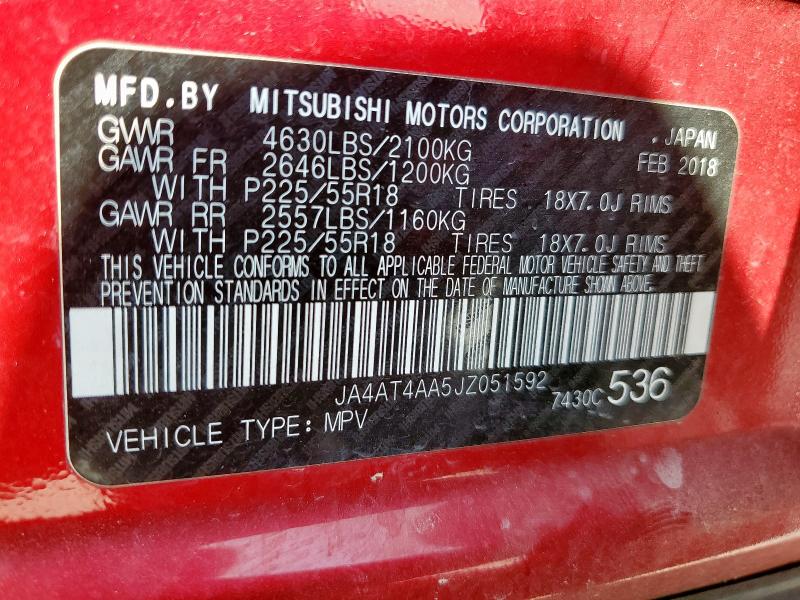 MFD.BY MITSUBISHI MOTORS CORPORATION .JAPAN
GVWR 4630LBS/2100KG FEB 2018
GAWR FR 2646LBS/1200KG
WITH P225/55R18 TIRES 18X7.0J RIMS
GAWR RR 2557LBS/1160KG
WITH P225/55R18 TIRES 18X7.0J RIMS
THIS VEHICLE CONFORMS TO ALL APPLICABLE FEDERAL MOTOR VEHICLE SAFETY AND THEFT
PREVENTION STANDARDS IN EFFECT ON THE DATE OF MANUFACTURE SHOWN ABOVE.
JA4AT4AA5JZ051592 7430C 536
VEHICLE TYPE: MPV